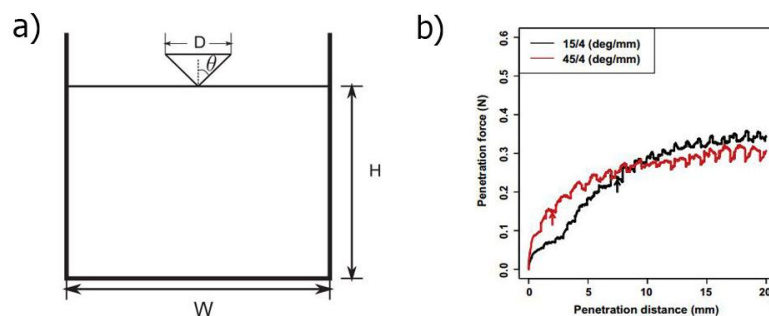 a)
D
θ
H
W
b)
15/4 (deg/mm)
45/4 (deg/mm)
Penetration force (N)
0.6
0.5
0.4
0.3
0.2
0.1
0.0
0 5 10 15 20
Penetration distance (mm)